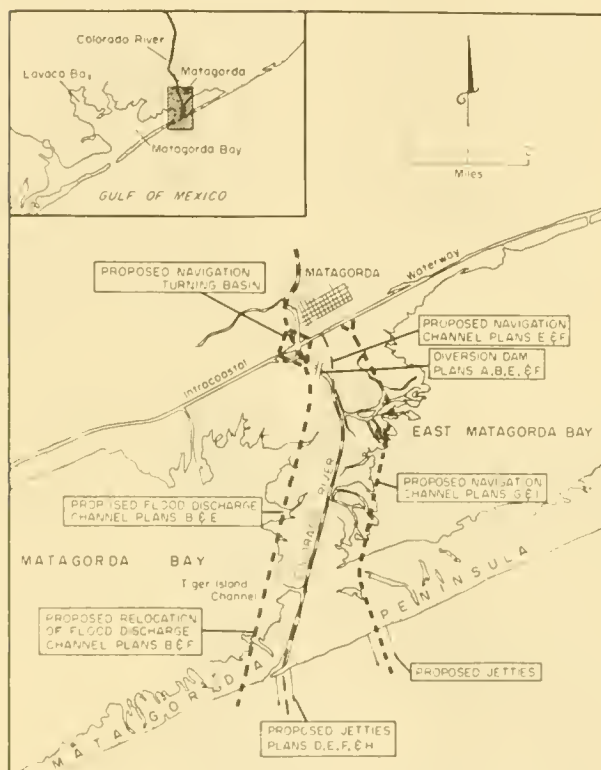 Colorado River
Lavaca Bay
Matagorda
Matagorda Bay
GULF OF MEXICO
Miles
PROPOSED NAVIGATION
TURNING BASIN
MATAGORDA
Waterway
PROPOSED NAVIGATION
CHANNEL PLANS E & F
DIVERSION DAM
PLANS A, B, E, & F
Intracoastal
EAST MATAGORDA BAY
RIVER
PROPOSED NAVIGATION
CHANNEL PLANS
PROPOSED FLOOD DISCHARGE
CHANNEL PLANS B & E
MATAGORDA BAY
Tiger Island
Channel
PROPOSED RELOCATION
OF FLOOD DISCHARGE
CHANNEL PLANS B & F
PROPOSED JETTIES
MATAGORDA PENINSULA
PROPOSED JETTIES
PLANS D, E, F, & H